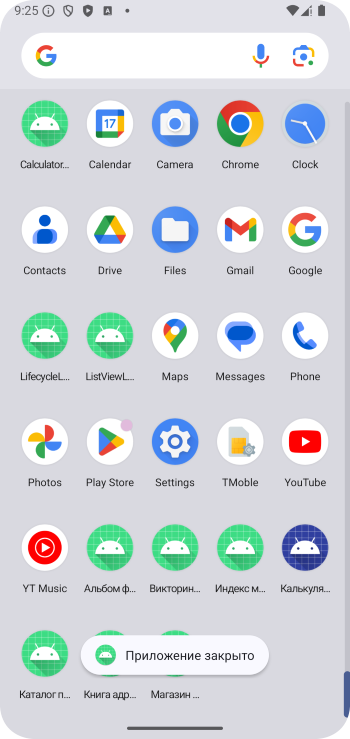 9:25
Calculator...
Calendar
Camera
Chrome
Clock
17
Contacts
Drive
Files
Gmail
Google
LifecycleL...
ListViewL...
Maps
Messages
Phone
Photos
Play Store
Settings
TMoble
YouTube
YT Music
Альбом ф...
Викторин...
Индекс м...
Калькуля...
Приложение закрыто
Каталог п...
Книга адр...
Магазин ...